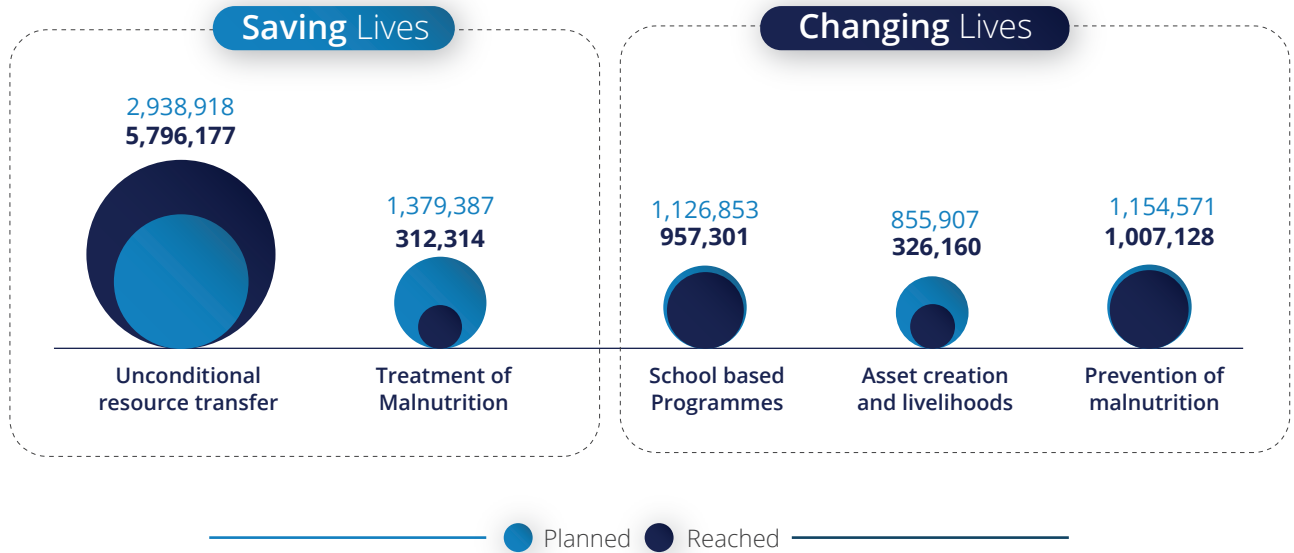 Saving Lives
Changing Lives
2,938,918
5,796,177
1,379,387
312,314
1,126,853
957,301
855,907
326,160
1,154,571
1,007,128
Unconditional
resource transfer
Treatment of
Malnutrition
School based
Programmes
Asset creation
and livelihoods
Prevention of
malnutrition
Planned
Reached